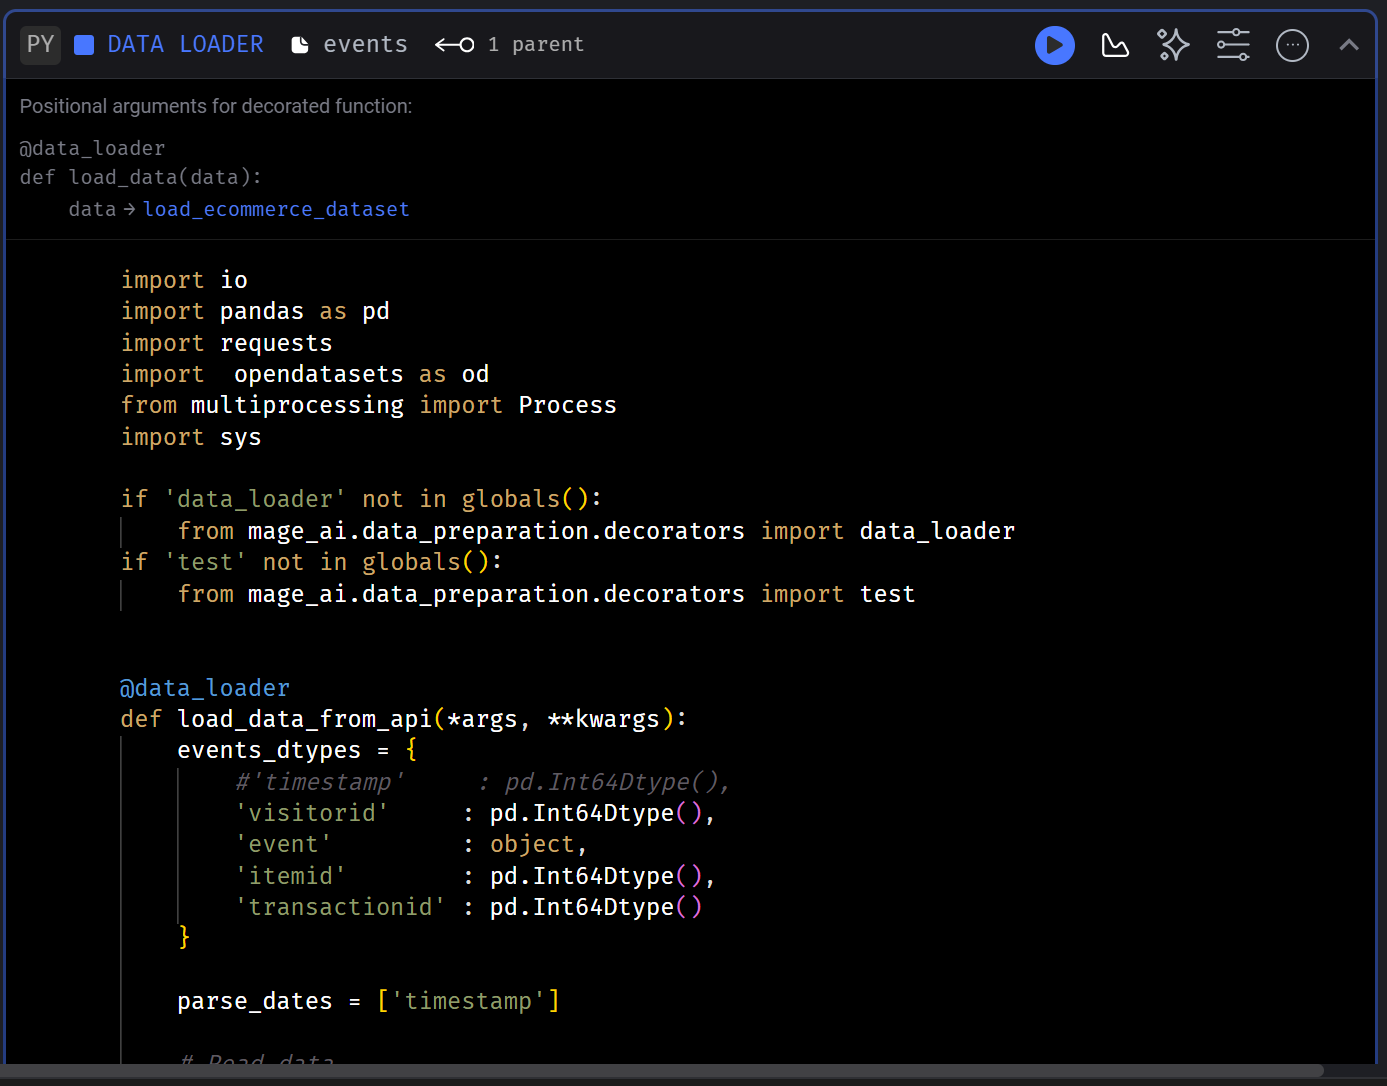 PY DATA LOADER events 1 parent
Positional arguments for decorated function:
@data_loader
def load_data(data):
    data → load_ecommerce_dataset
import io
import pandas as pd
import requests
import  opendatasets as od
from multiprocessing import Process
import sys
if 'data_loader' not in globals():
    from mage_ai.data_preparation.decorators import data_loader
if 'test' not in globals():
    from mage_ai.data_preparation.decorators import test
@data_loader
def load_data_from_api(*args, **kwargs):
    events_dtypes = {
        #'timestamp'     : pd.Int64Dtype(),
        'visitorid'     : pd.Int64Dtype(),
        'event'         : object,
        'itemid'        : pd.Int64Dtype(),
        'transactionid' : pd.Int64Dtype()
    }
    parse_dates = ['timestamp']
    # Read data